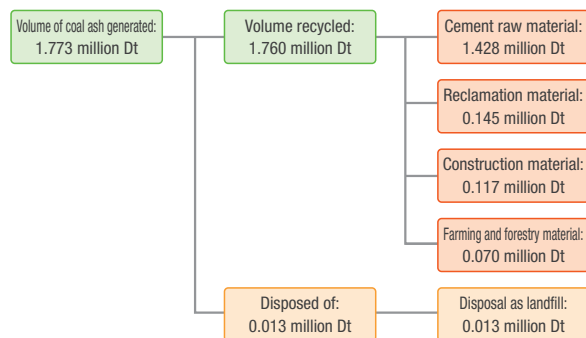 Volume of coal ash generated:
1.773 million Dt
Volume recycled:
1.760 million Dt
Cement raw material:
1.428 million Dt
Reclamation material:
0.145 million Dt
Construction material:
0.117 million Dt
Farming and forestry material:
0.070 million Dt
Disposed of:
0.013 million Dt
Disposal as landfill:
0.013 million Dt